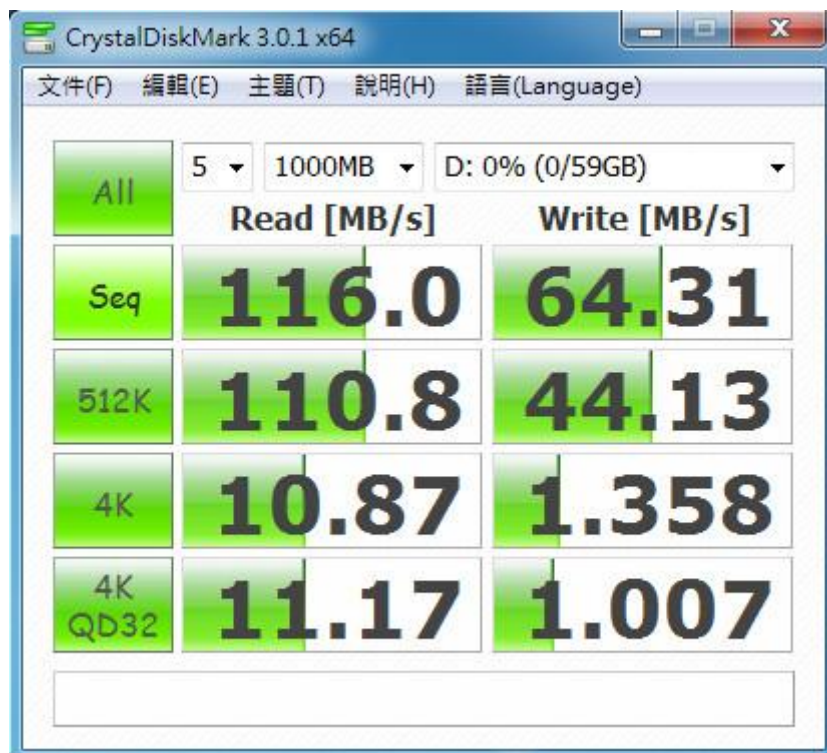 CrystalDiskMark 3.0.1 x64
文件(F) 編輯(E) 主題(T) 說明(H) 語言(Language)
All 5 1000MB D: 0% (0/59GB)
Read [MB/s] Write [MB/s]
Seq 116.0 64.31
512K 110.8 44.13
4K 10.87 1.358
4K QD32 11.17 1.007